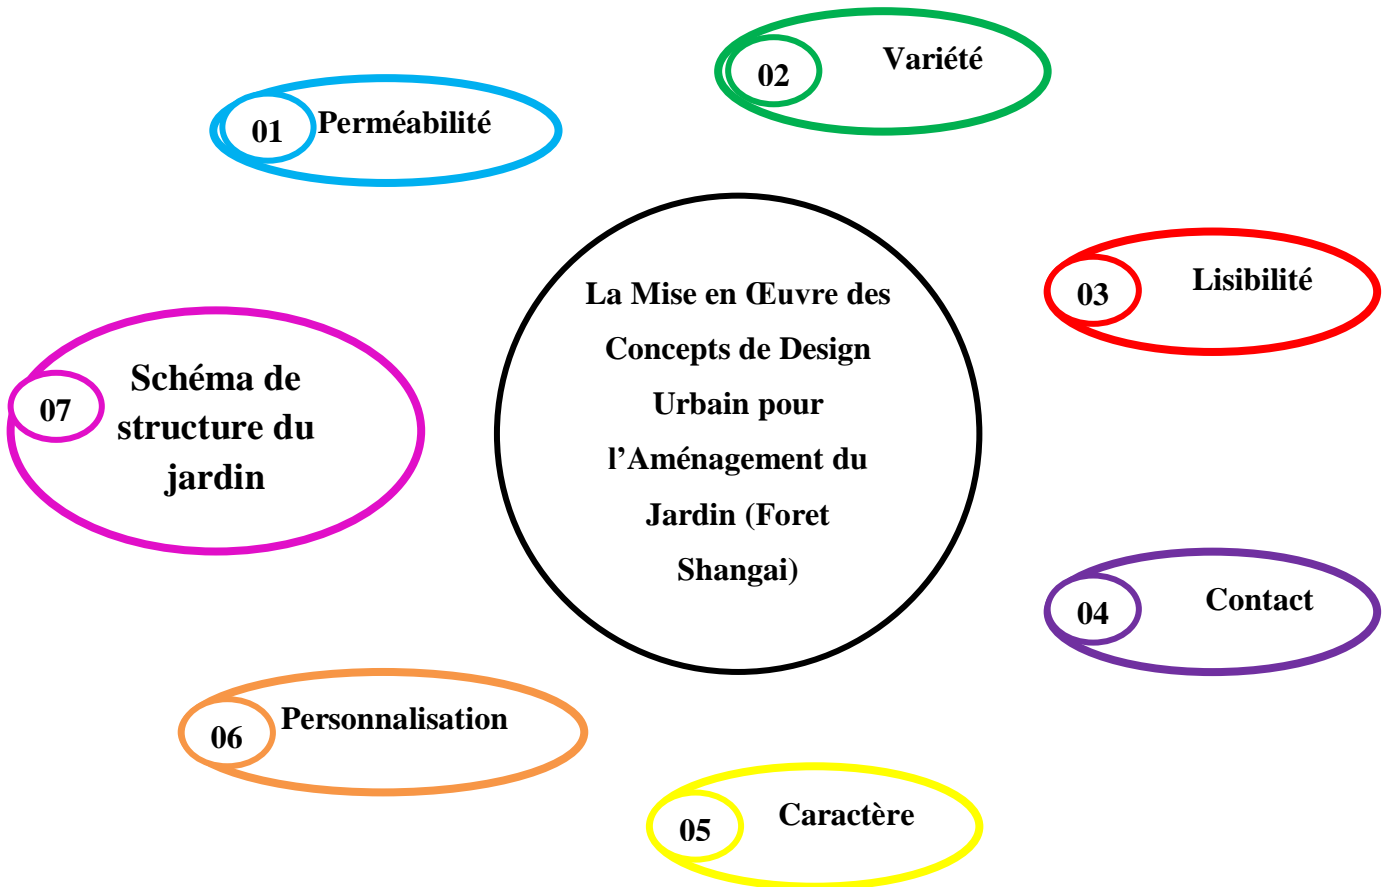 01 Perméabilité
02 Variété
03 Lisibilité
04 Contact
05 Caractère
06 Personnalisation
07
Schéma de
structure du
jardin
La Mise en Œuvre des
Concepts de Design
Urbain pour
l’Aménagement du
Jardin (Foret
Shangai)